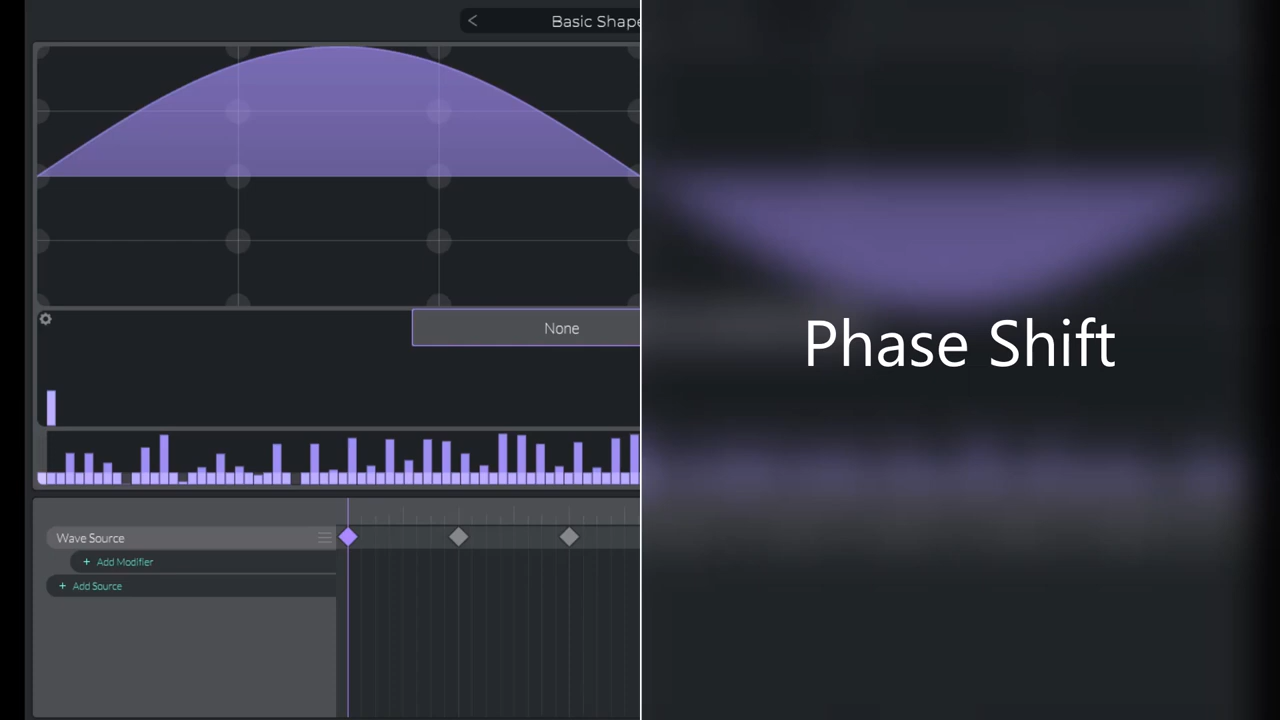 < Basic Shape
None
Phase Shift
Wave Source
+ Add Modifier
+ Add Source